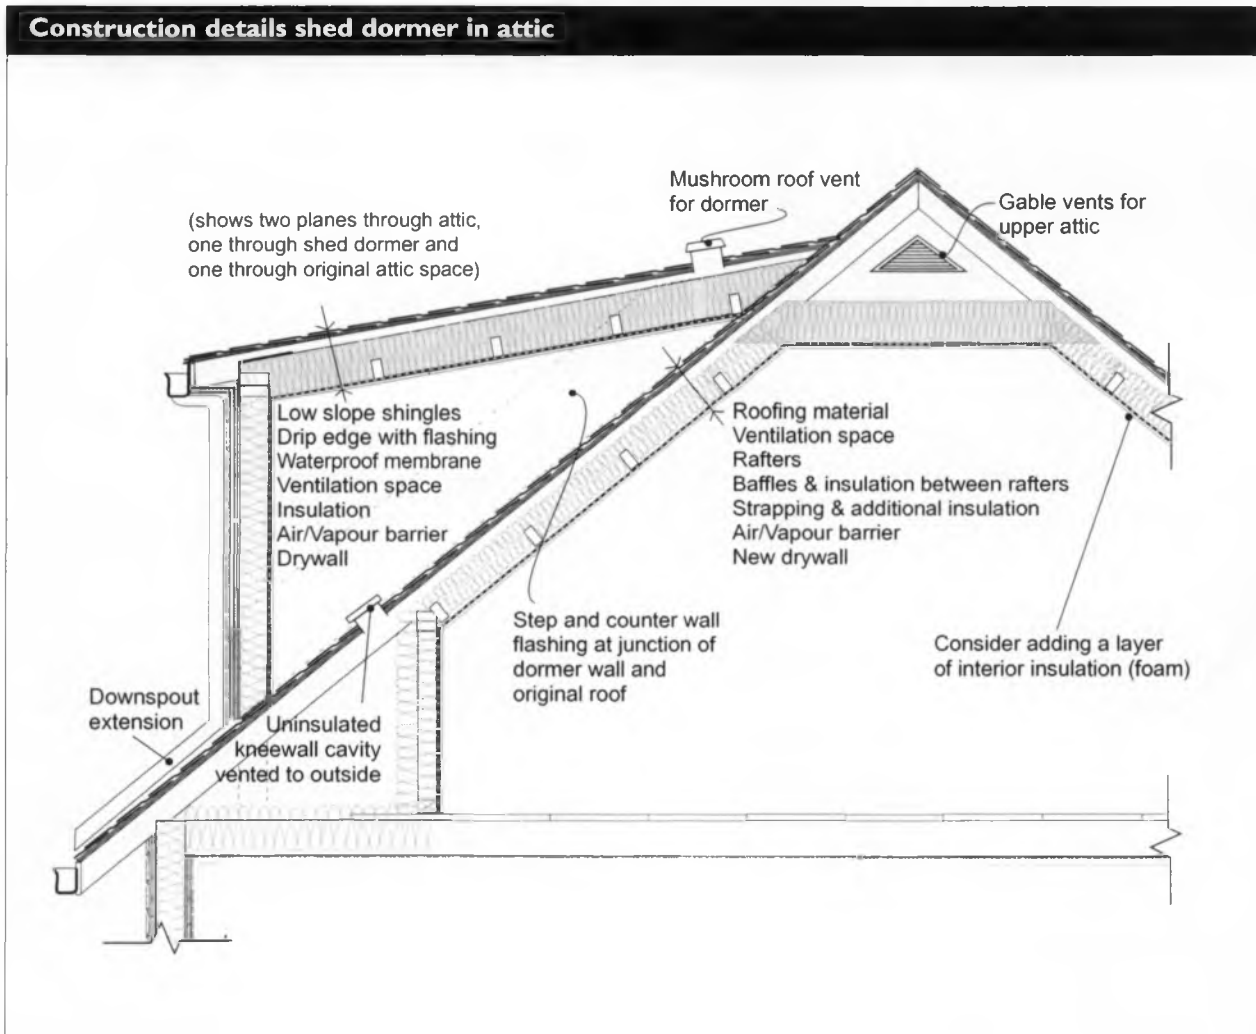 Construction details shed dormer in attic
Mushroom roof vent
for dormer
Gable vents for
upper attic
(shows two planes through attic,
one through shed dormer and
one through original attic space)
Low slope shingles
Drip edge with flashing
Waterproof membrane
Ventilation space
Insulation
Air/Vapour barrier
Drywall
Roofing material
Ventilation space
Rafters
Baffles & insulation between rafters
Strapping & additional insulation
Air/Vapour barrier
New drywall
Step and counter wall
flashing at junction of
dormer wall and
original roof
Consider adding a layer
of interior insulation (foam)
Downspout
extension
Uninsulated
kneewall cavity
vented to outside